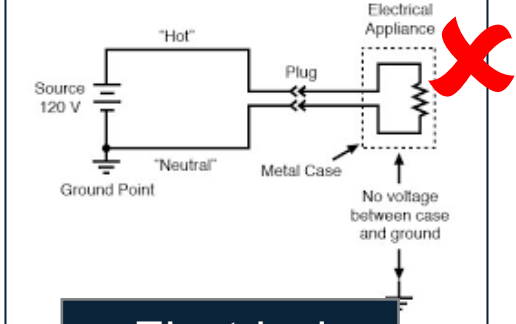 Electrical
Appliance
"Hot"
Plug
Source
120 V
"Neutral"
Metal Case
Ground Point
No voltage
between case
and ground